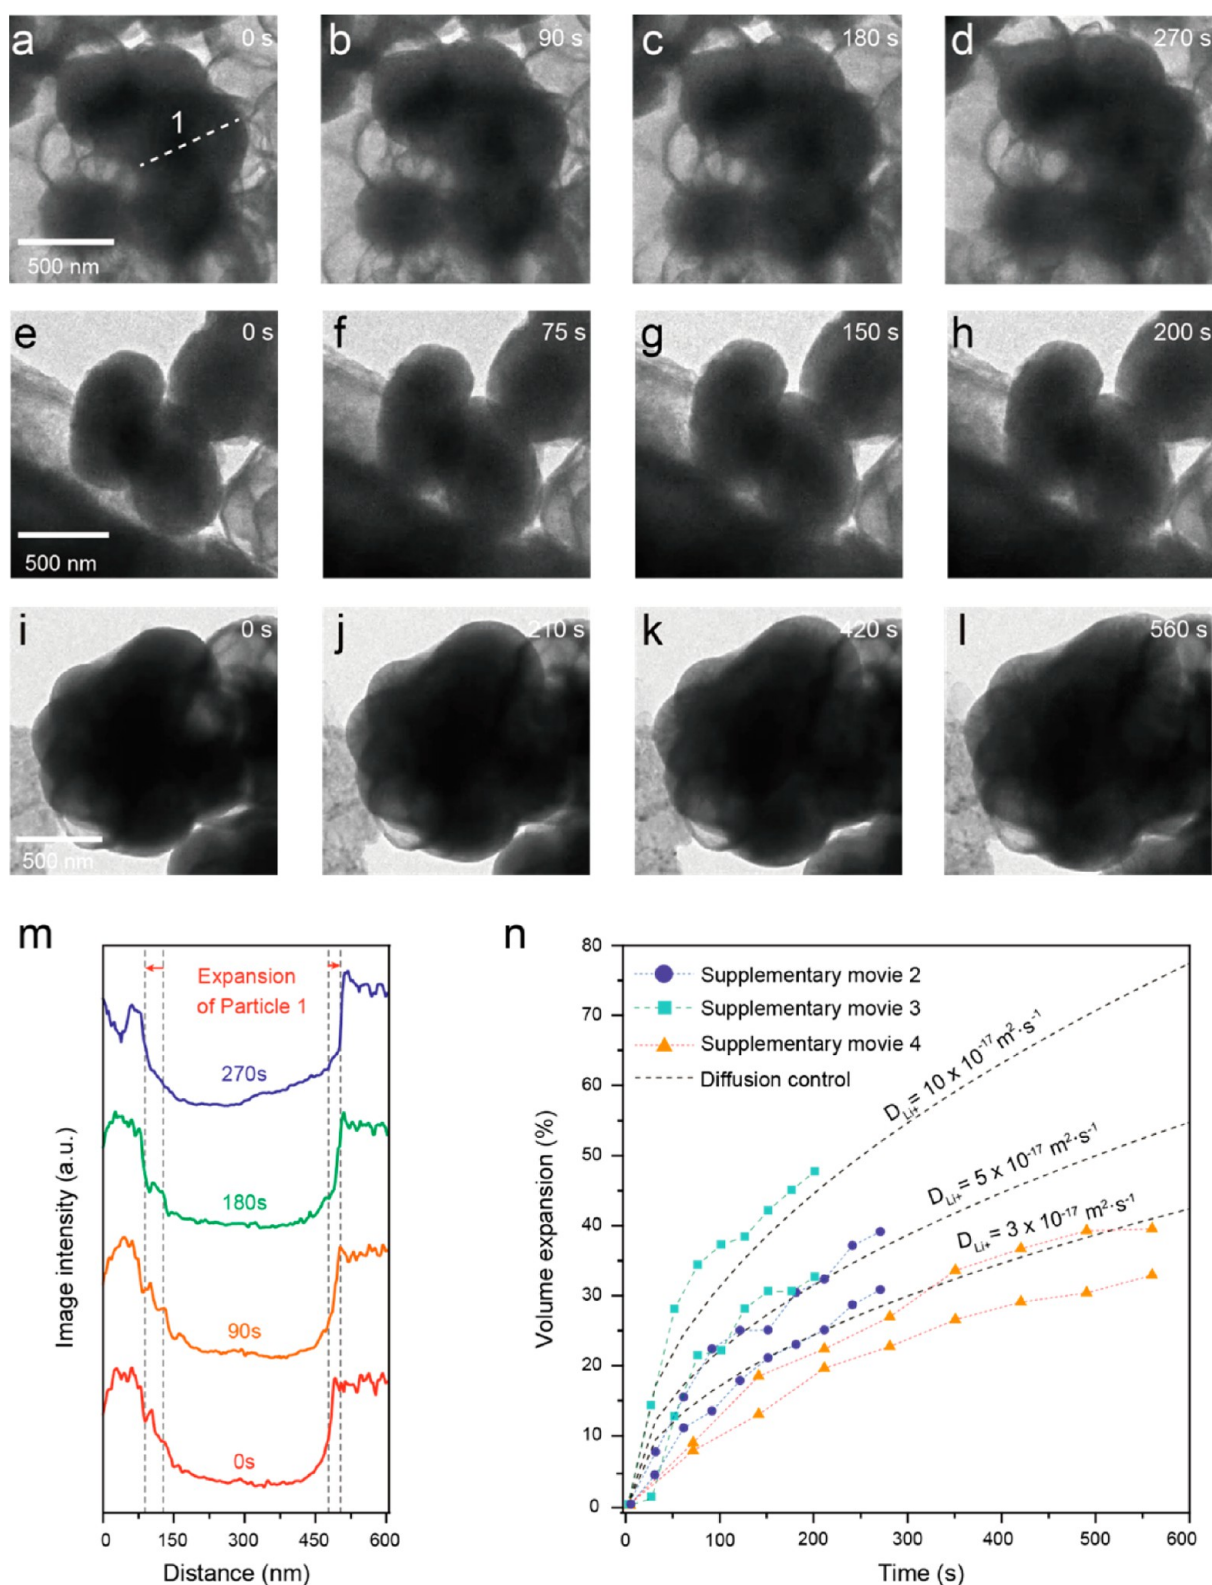 a 0 s
b 90 s
c 180 s
d 270 s
1
500 nm
e 0 s
f 75 s
g 150 s
h 200 s
500 nm
i 0 s
j 210 s
k 420 s
l 560 s
500 nm
m
Expansion
of Particle 1
270s
180s
90s
0s
Image intensity (a.u.)
0 150 300 450 600
Distance (nm)
n
80
70
60
50
40
30
20
10
0
Volume expansion (%)
Supplementary movie 2
Supplementary movie 3
Supplementary movie 4
Diffusion control
D_Li+ = 10 x 10⁻¹⁷ m²·s⁻¹
D_Li+ = 5 x 10⁻¹⁷ m²·s⁻¹
D_Li+ = 3 x 10⁻¹⁷ m²·s⁻¹
0 100 200 300 400 500 600
Time (s)